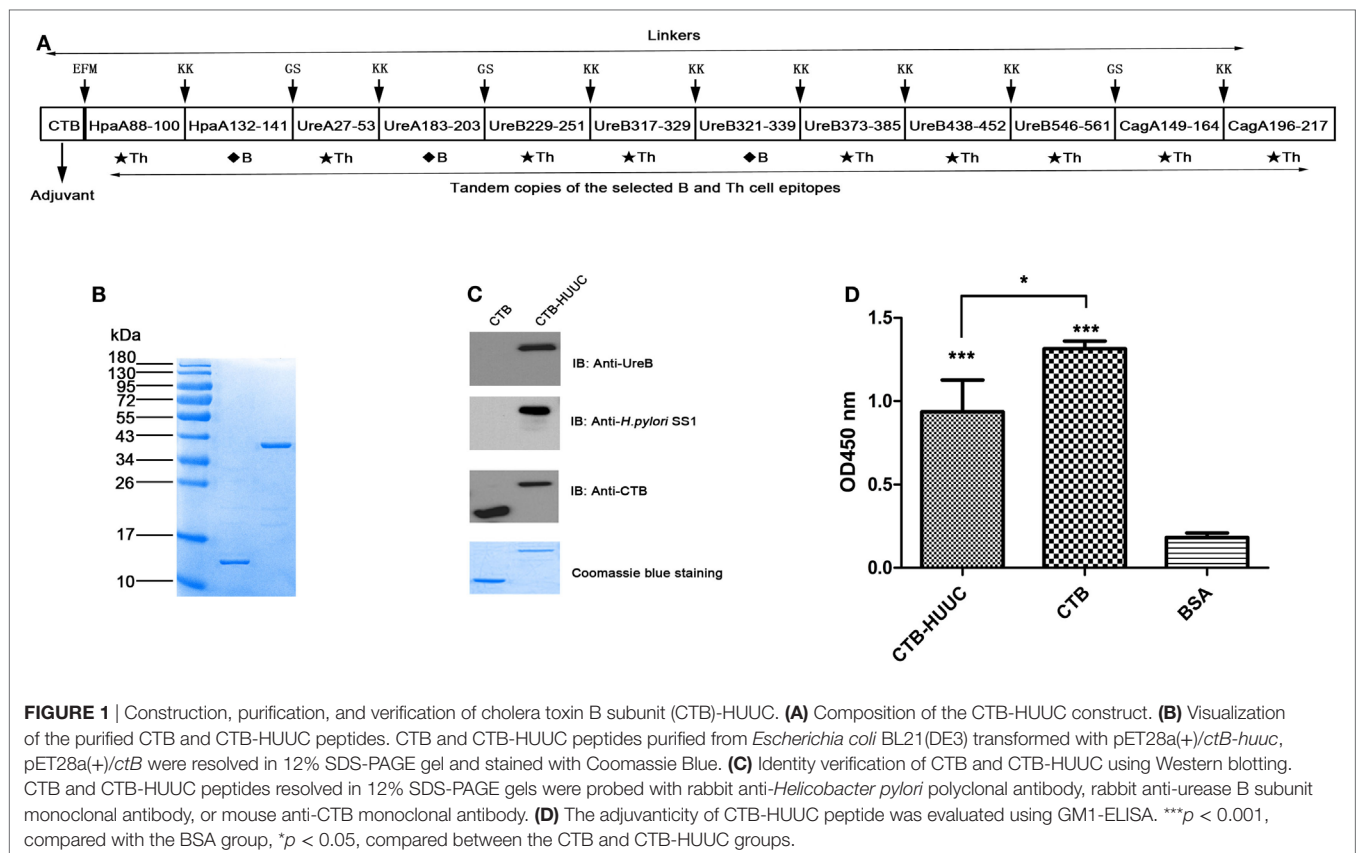 A
Linkers
EFM KK GS KK GS KK KK KK KK KK GS KK
CTB HpaA88-100 HpaA132-141 UreA27-53 UreA183-203 UreB229-251 UreB317-329 UreB321-339 UreB373-385 UreB438-452 UreB546-561 CagA149-164 CagA196-217
★Th ◆B ★Th ◆B ★Th ★Th ◆B ★Th ★Th ★Th ★Th ★Th
Adjuvant
Tandem copies of the selected B and Th cell epitopes
B
kDa
180
130
95
72
55
43
34
26
17
10
C
CTB CTB-HUUC
IB: Anti-UreB
IB: Anti-H.pylori SS1
IB: Anti-CTB
Coomassie blue staining
D
*
***
***
OD450 nm
1.5
1.0
0.5
0.0
CTB-HUUC CTB BSA
FIGURE 1 | Construction, purification, and verification of cholera toxin B subunit (CTB)-HUUC. (A) Composition of the CTB-HUUC construct. (B) Visualization
of the purified CTB and CTB-HUUC peptides. CTB and CTB-HUUC peptides purified from Escherichia coli BL21(DE3) transformed with pET28a(+)/ctB-huuc,
pET28a(+)/ctB were resolved in 12% SDS-PAGE gel and stained with Coomassie Blue. (C) Identity verification of CTB and CTB-HUUC using Western blotting.
CTB and CTB-HUUC peptides resolved in 12% SDS-PAGE gels were probed with rabbit anti-Helicobacter pylori polyclonal antibody, rabbit anti-urease B subunit
monoclonal antibody, or mouse anti-CTB monoclonal antibody. (D) The adjuvanticity of CTB-HUUC peptide was evaluated using GM1-ELISA. ***p < 0.001,
compared with the BSA group, *p < 0.05, compared between the CTB and CTB-HUUC groups.